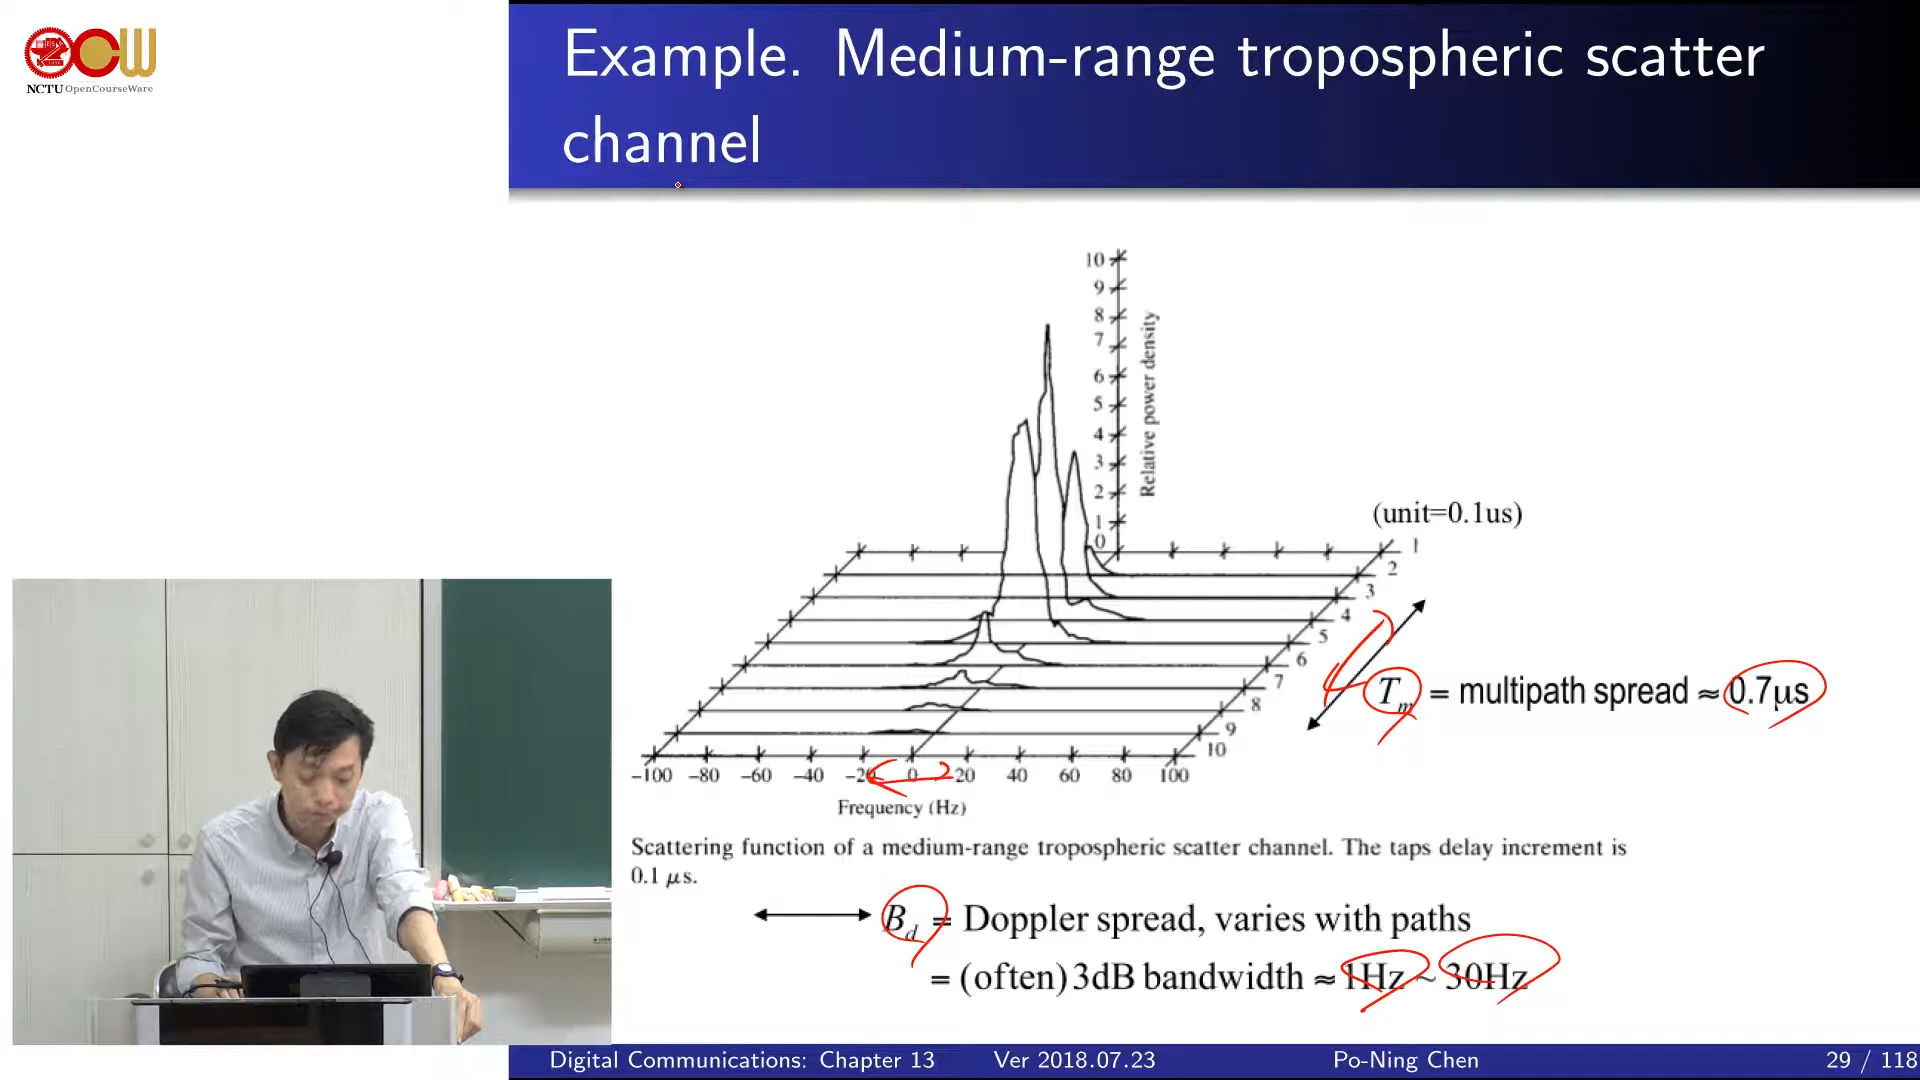 NCTU OpenCourseWare
Example. Medium-range tropospheric scatter
channel
10
9
8
7
6
5
4
3
2
1
0
Relative power density
(unit=0.1us)
1
2
3
4
5
6
7
8
9
10
T_m = multipath spread ≈ 0.7μs
-100 -80 -60 -40 -20 0 20 40 60 80 100
Frequency (Hz)
Scattering function of a medium-range tropospheric scatter channel. The taps delay increment is
0.1 μs.
B_d = Doppler spread, varies with paths
= (often) 3dB bandwidth ≈ 1Hz ~ 30Hz
Digital Communications: Chapter 13 Ver 2018.07.23 Po-Ning Chen 29 / 118